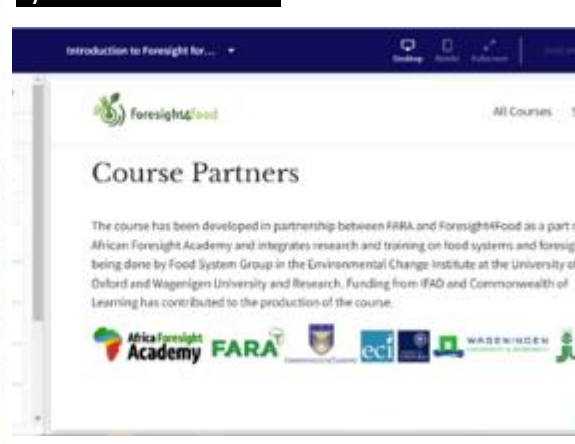 Introduction to Foresight for...
Desktop Mobile Fullscreen
Foresight4Food
All Courses
Course Partners
The course has been developed in partnership between FARA and Foresight4Food as a part
African Foresight Academy and integrates research and training on food systems and foresig
being done by Food System Group in the Environmental Change Institute at the University of
Oxford and Wagenigen University and Research. Funding from IFAD and Commonwealth of
Learning has contributed to the production of the course.
Africa Foresight
Academy
FARA
eci
WAGENINGEN